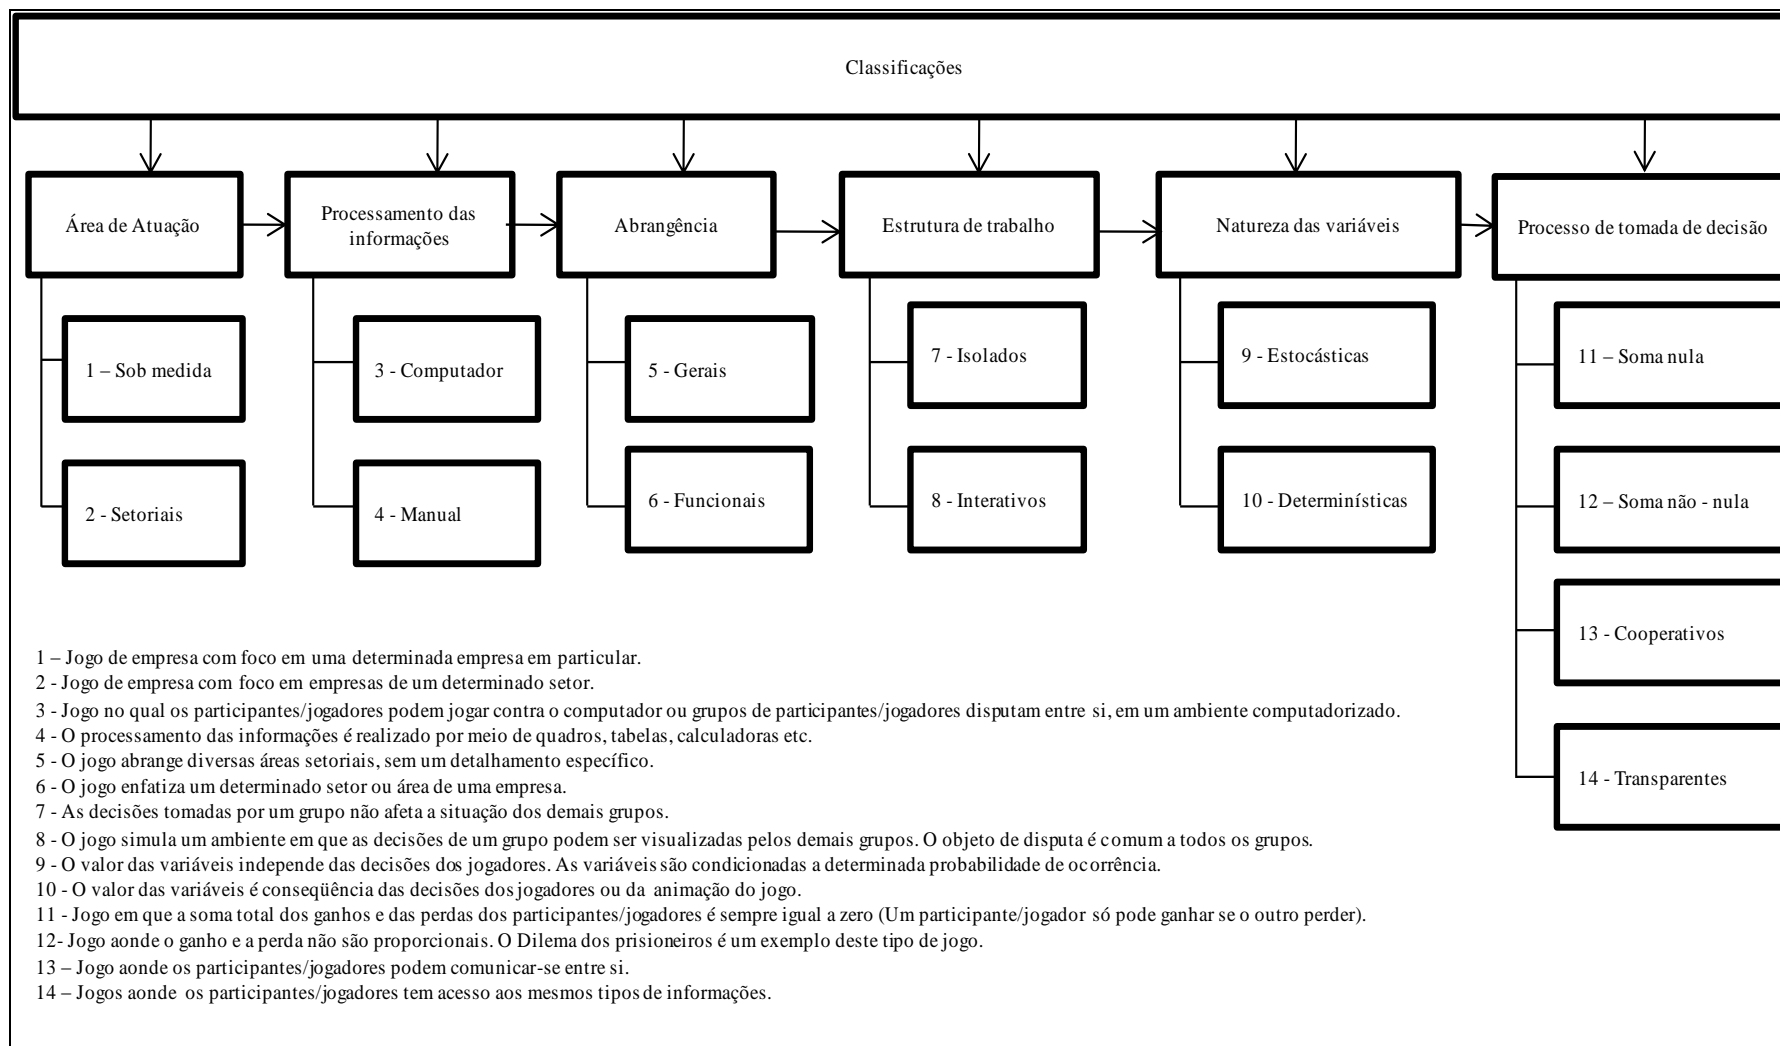 Classificações
Área de Atuação
Processamento das
informações
Abrangência
Estrutura de trabalho
Natureza das variáveis
Processo de tomada de decisão
1 – Sob medida
2 - Setoriais
3 - Computador
4 - Manual
5 - Gerais
6 - Funcionais
7 - Isolados
8 - Interativos
9 - Estocásticas
10 - Determinísticas
11 – Soma nula
12 – Soma não - nula
13 - Cooperativos
14 - Transparentes
1 – Jogo de empresa com foco em uma determinada empresa em particular.
2 - Jogo de empresa com foco em empresas de um determinado setor.
3 - Jogo no qual os participantes/jogadores podem jogar contra o computador ou grupos de participantes/jogadores disputam entre si, em um ambiente computadorizado.
4 - O processamento das informações é realizado por meio de quadros, tabelas, calculadoras etc.
5 - O jogo abrange diversas áreas setoriais, sem um detalhamento específico.
6 - O jogo enfatiza um determinado setor ou área de uma empresa.
7 - As decisões tomadas por um grupo não afeta a situação dos demais grupos.
8 - O jogo simula um ambiente em que as decisões de um grupo podem ser visualizadas pelos demais grupos. O objeto de disputa é comum a todos os grupos.
9 - O valor das variáveis independe das decisões dos jogadores. As variáveis são condicionadas a determinada probabilidade de ocorrência.
10 - O valor das variáveis é conseqüência das decisões dos jogadores ou da animação do jogo.
11 - Jogo em que a soma total dos ganhos e das perdas dos participantes/jogadores é sempre igual a zero (Um participante/jogador só pode ganhar se o outro perder).
12- Jogo aonde o ganho e a perda não são proporcionais. O Dilema dos prisioneiros é um exemplo deste tipo de jogo.
13 – Jogo aonde os participantes/jogadores podem comunicar-se entre si.
14 – Jogos aonde os participantes/jogadores tem acesso aos mesmos tipos de informações.